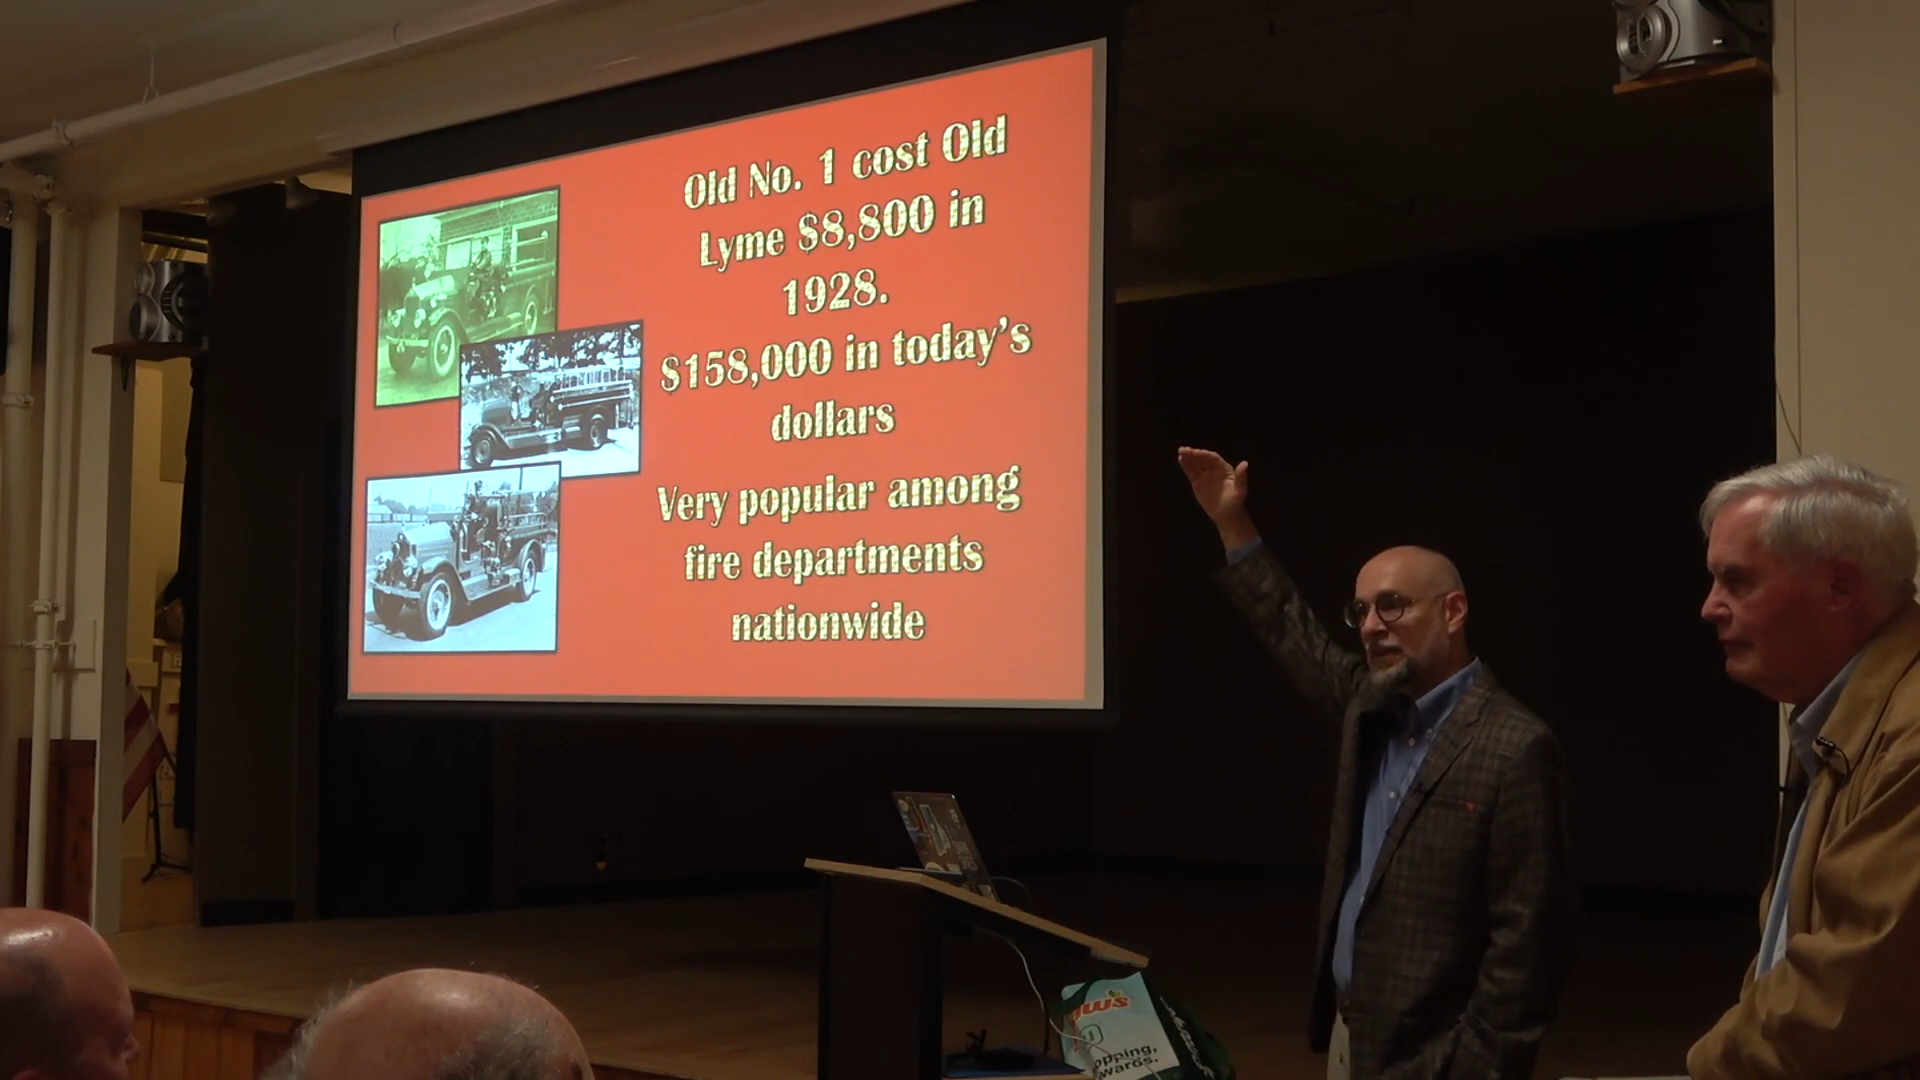 Old No. 1 cost Old
Lyme $8,800 in
1928.
$158,000 in today's
dollars
Very popular among
fire departments
nationwide